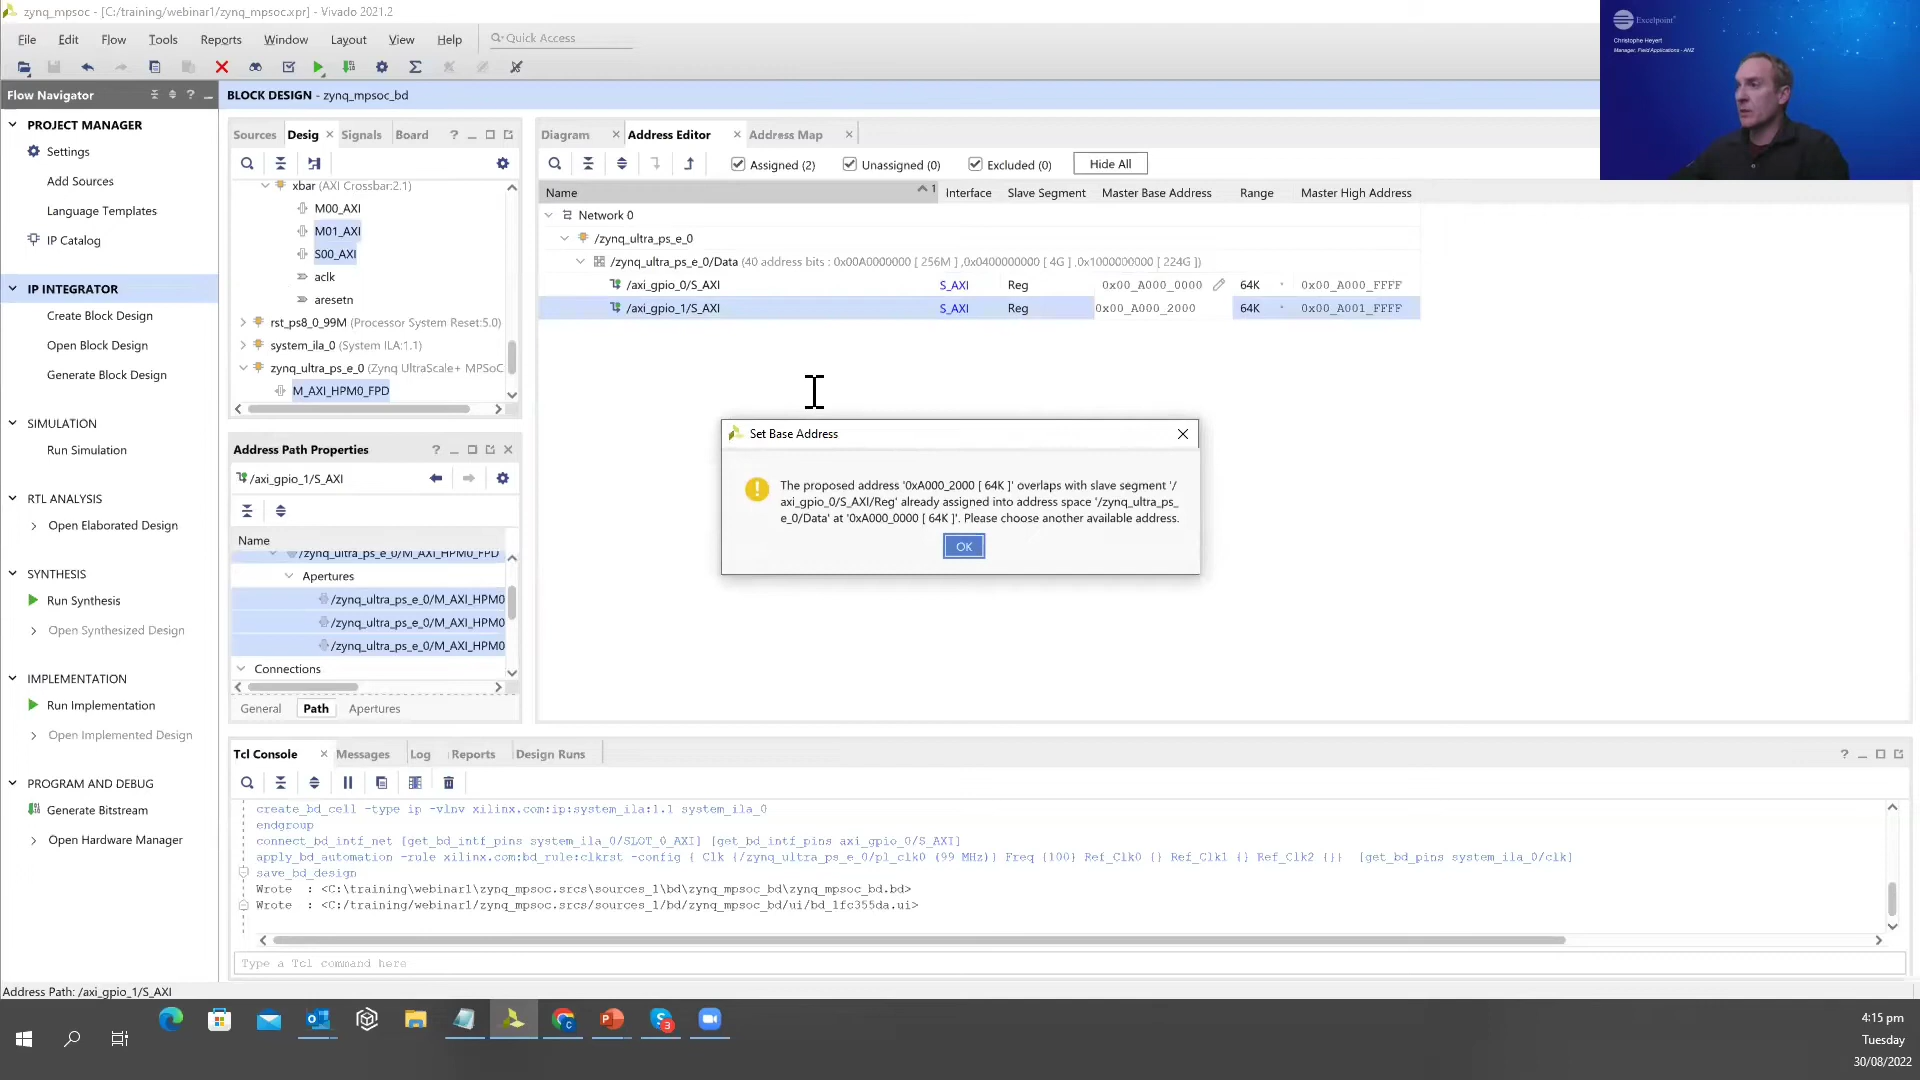 zynq_mpsoc - [C:/training/webinar1/zynq_mpsoc.xpr] - Vivado 2021.2
File Edit Flow Tools Reports Window Layout View Help Quick Access
Excelpoint
Christophe Heyert
Manager, Field Applications - ANZ
Flow Navigator
BLOCK DESIGN - zynq_mpsoc_bd
PROJECT MANAGER
Settings
Add Sources
Language Templates
IP Catalog
IP INTEGRATOR
Create Block Design
Open Block Design
Generate Block Design
SIMULATION
Run Simulation
RTL ANALYSIS
Open Elaborated Design
SYNTHESIS
Run Synthesis
Open Synthesized Design
IMPLEMENTATION
Run Implementation
Open Implemented Design
PROGRAM AND DEBUG
Generate Bitstream
Open Hardware Manager
Sources Desig Signals Board
xbar (AXI Crossbar:2.1)
M00_AXI
M01_AXI
S00_AXI
aclk
aresetn
rst_ps8_0_99M (Processor System Reset:5.0)
system_ila_0 (System ILA:1.1)
zynq_ultra_ps_e_0 (Zynq UltraScale+ MPSoC
M_AXI_HPM0_FPD
Address Path Properties
/axi_gpio_1/S_AXI
Name
/zynq_ultra_ps_e_0/M_AXI_HPM0_FPD
Apertures
/zynq_ultra_ps_e_0/M_AXI_HPM0
/zynq_ultra_ps_e_0/M_AXI_HPM0
/zynq_ultra_ps_e_0/M_AXI_HPM0
Connections
General Path Apertures
Diagram Address Editor Address Map
Assigned (2) Unassigned (0) Excluded (0) Hide All
Name 1 Interface Slave Segment Master Base Address Range Master High Address
Network 0
/zynq_ultra_ps_e_0
/zynq_ultra_ps_e_0/Data (40 address bits : 0x00A0000000 [ 256M ] ,0x0400000000 [ 4G ] ,0x1000000000 [ 224G ])
/axi_gpio_0/S_AXI S_AXI Reg 0x00_A000_0000 64K 0x00_A000_FFFF
/axi_gpio_1/S_AXI S_AXI Reg 0x00_A000_2000 64K 0x00_A001_FFFF
Set Base Address
The proposed address '0xA000_2000 [ 64K ]' overlaps with slave segment '/
axi_gpio_0/S_AXI/Reg' already assigned into address space '/zynq_ultra_ps_
e_0/Data' at '0xA000_0000 [ 64K ]'. Please choose another available address.
OK
Tcl Console Messages Log Reports Design Runs
create_bd_cell -type ip -vlnv xilinx.com:ip:system_ila:1.1 system_ila_0
endgroup
connect_bd_intf_net [get_bd_intf_pins system_ila_0/SLOT_0_AXI] [get_bd_intf_pins axi_gpio_0/S_AXI]
apply_bd_automation -rule xilinx.com:bd_rule:clkrst -config { Clk {/zynq_ultra_ps_e_0/pl_clk0 (99 MHz)} Freq {100} Ref_Clk0 {} Ref_Clk1 {} Ref_Clk2 {}}  [get_bd_pins system_ila_0/clk]
save_bd_design
Wrote : <C:\training\webinar1\zynq_mpsoc.srcs\sources_1\bd\zynq_mpsoc_bd\zynq_mpsoc_bd.bd>
Wrote : <C:/training/webinar1/zynq_mpsoc.srcs/sources_1/bd/zynq_mpsoc_bd/ui/bd_1fc355da.ui>
Type a Tcl command here
Address Path: /axi_gpio_1/S_AXI
4:15 pm
Tuesday
30/08/2022